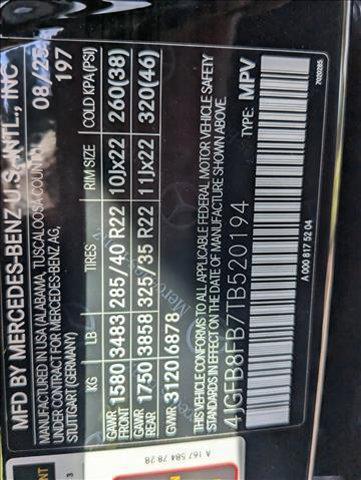 MFD BY MERCEDES-BENZ U.S. INTL., INC
MANUFACTURED IN USA (ALABAMA, TUSCALOOSA COUNTY)
UNDER CONTRACT FOR MERCEDES-BENZ AG,
STUTTGART (GERMANY)
08/25
197
KG LB TIRES RIM SIZE COLD KPA(PSI)
GAWR FRONT 1580 3483 285/40 R22 10Jx22 260(38)
GAWR REAR 1750 3858 325/35 R22 11Jx22 320(46)
GVWR 3120 6878
THIS VEHICLE CONFORMS TO ALL APPLICABLE FEDERAL MOTOR VEHICLE SAFETY
STANDARDS IN EFFECT ON THE DATE OF MANUFACTURE SHOWN ABOVE.
4JGFB8FB7TB520194
TYPE: MPV
7020285
A 000 817 52 04
A 167 584 78 28